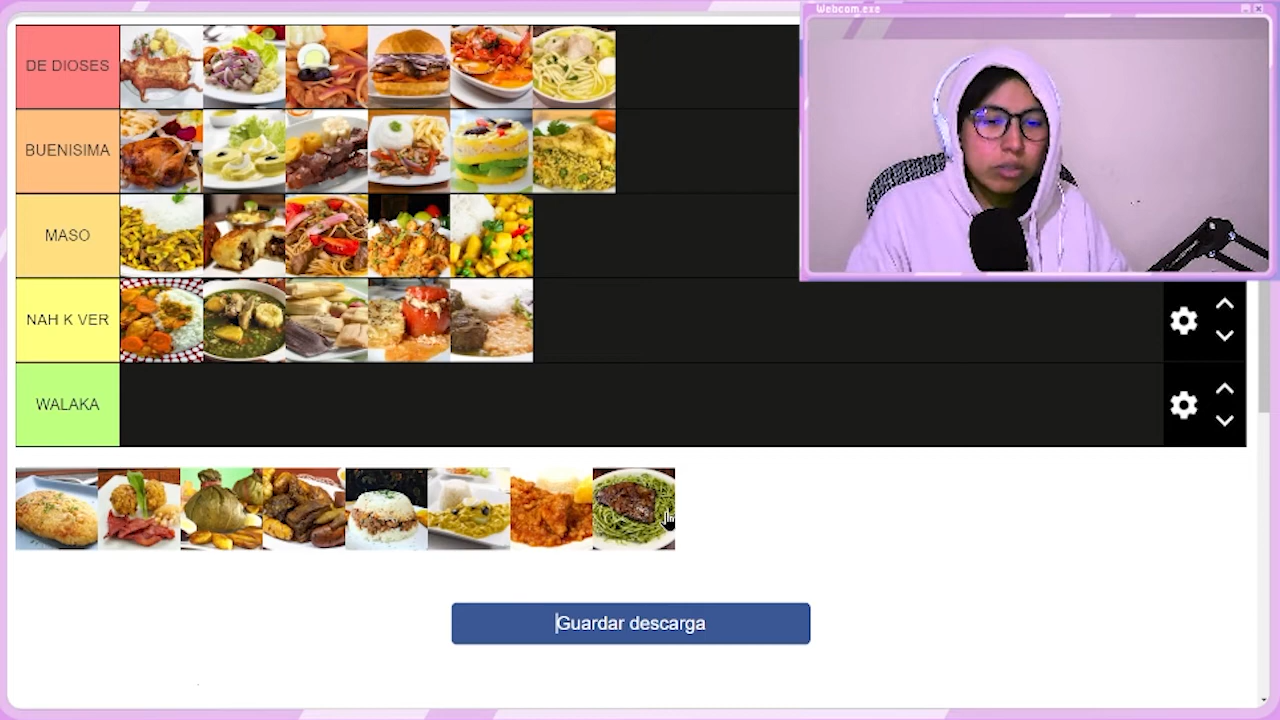 Webcam.exe
DE DIOSES
BUENISIMA
MASO
NAH K VER
WALAKA
Guardar descarga